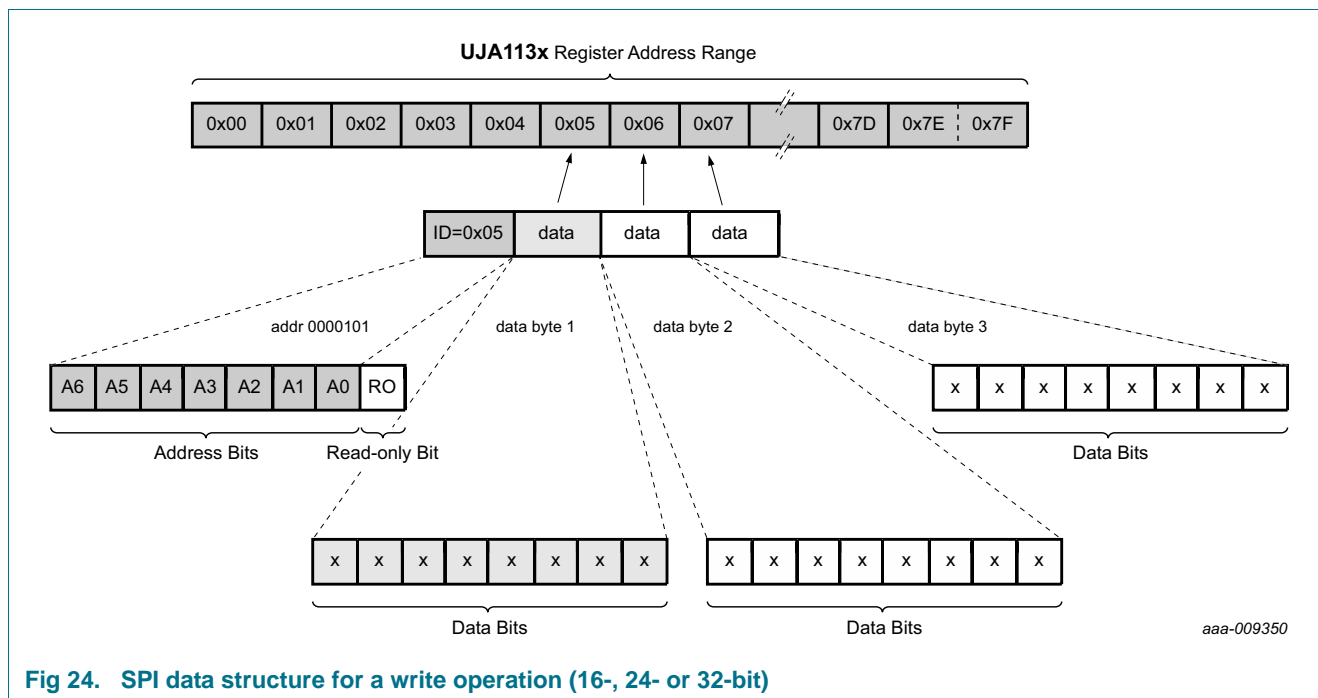 UJA113x Register Address Range
0x00 0x01 0x02 0x03 0x04 0x05 0x06 0x07 0x7D 0x7E 0x7F
ID=0x05 data data data
addr 0000101 data byte 1 data byte 2 data byte 3
A6 A5 A4 A3 A2 A1 A0 RO x x x x x x x x
Address Bits Read-only Bit Data Bits
x x x x x x x x x x x x x x x x
Data Bits Data Bits
aaa-009350
Fig 24. SPI data structure for a write operation (16-, 24- or 32-bit)